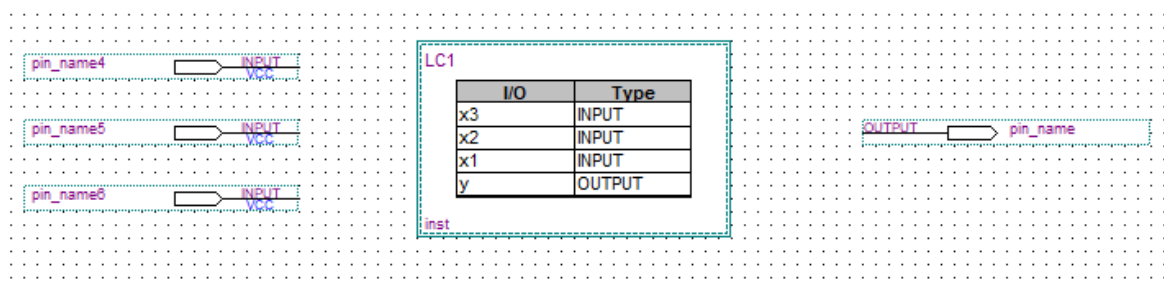 pin_name4 INPUT
VCC
pin_name5 INPUT
VCC
pin_name6 INPUT
VCC
LC1
I/O Type
x3 INPUT
x2 INPUT
x1 INPUT
y OUTPUT
inst
OUTPUT pin_name